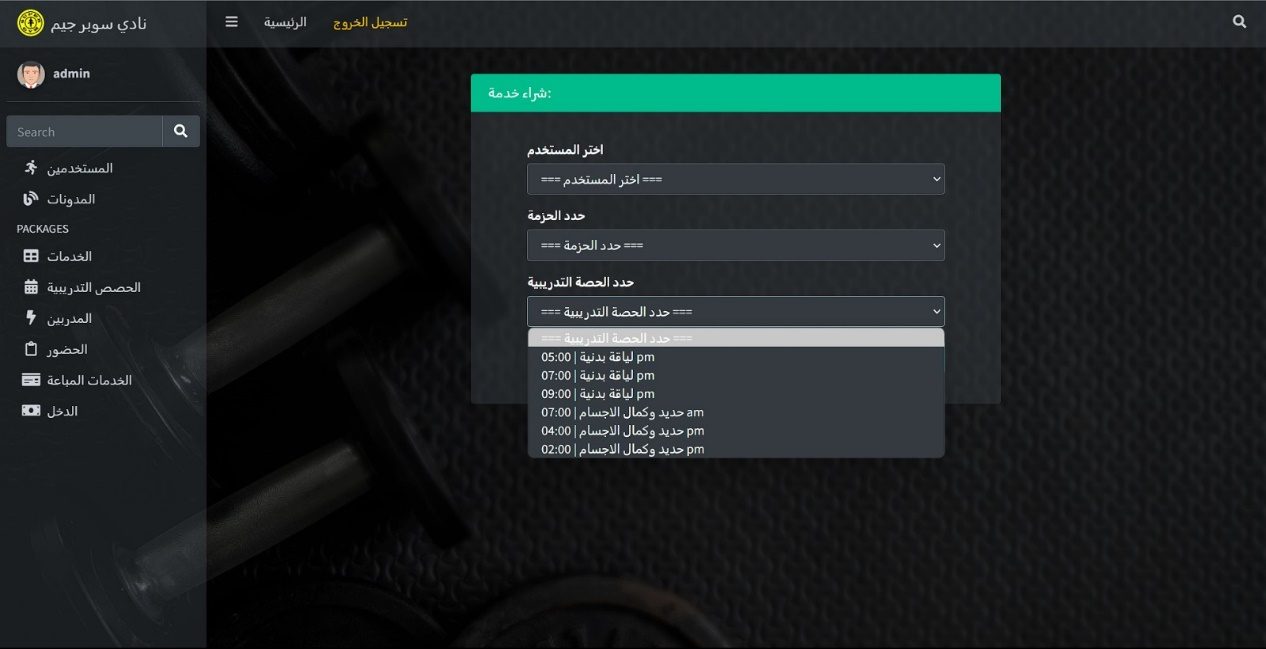 نادي سوبر جيم
الرئيسية
تسجيل الخروج
admin
Search
المستخدمين
المدونات
PACKAGES
الخدمات
الحصص التدريبية
المدربين
الحضور
الخدمات المباعة
الدخل
شراء خدمة:
اختر المستخدم
=== اختر المستخدم ===
حدد الحزمة
=== حدد الحزمة ===
حدد الحصة التدريبية
=== حدد الحصة التدريبية ===
=== حدد الحصة التدريبية ===
05:00 | لياقة بدنية pm
07:00 | لياقة بدنية pm
09:00 | لياقة بدنية pm
07:00 | حديد وكمال الاجسام am
04:00 | حديد وكمال الاجسام pm
02:00 | حديد وكمال الاجسام pm